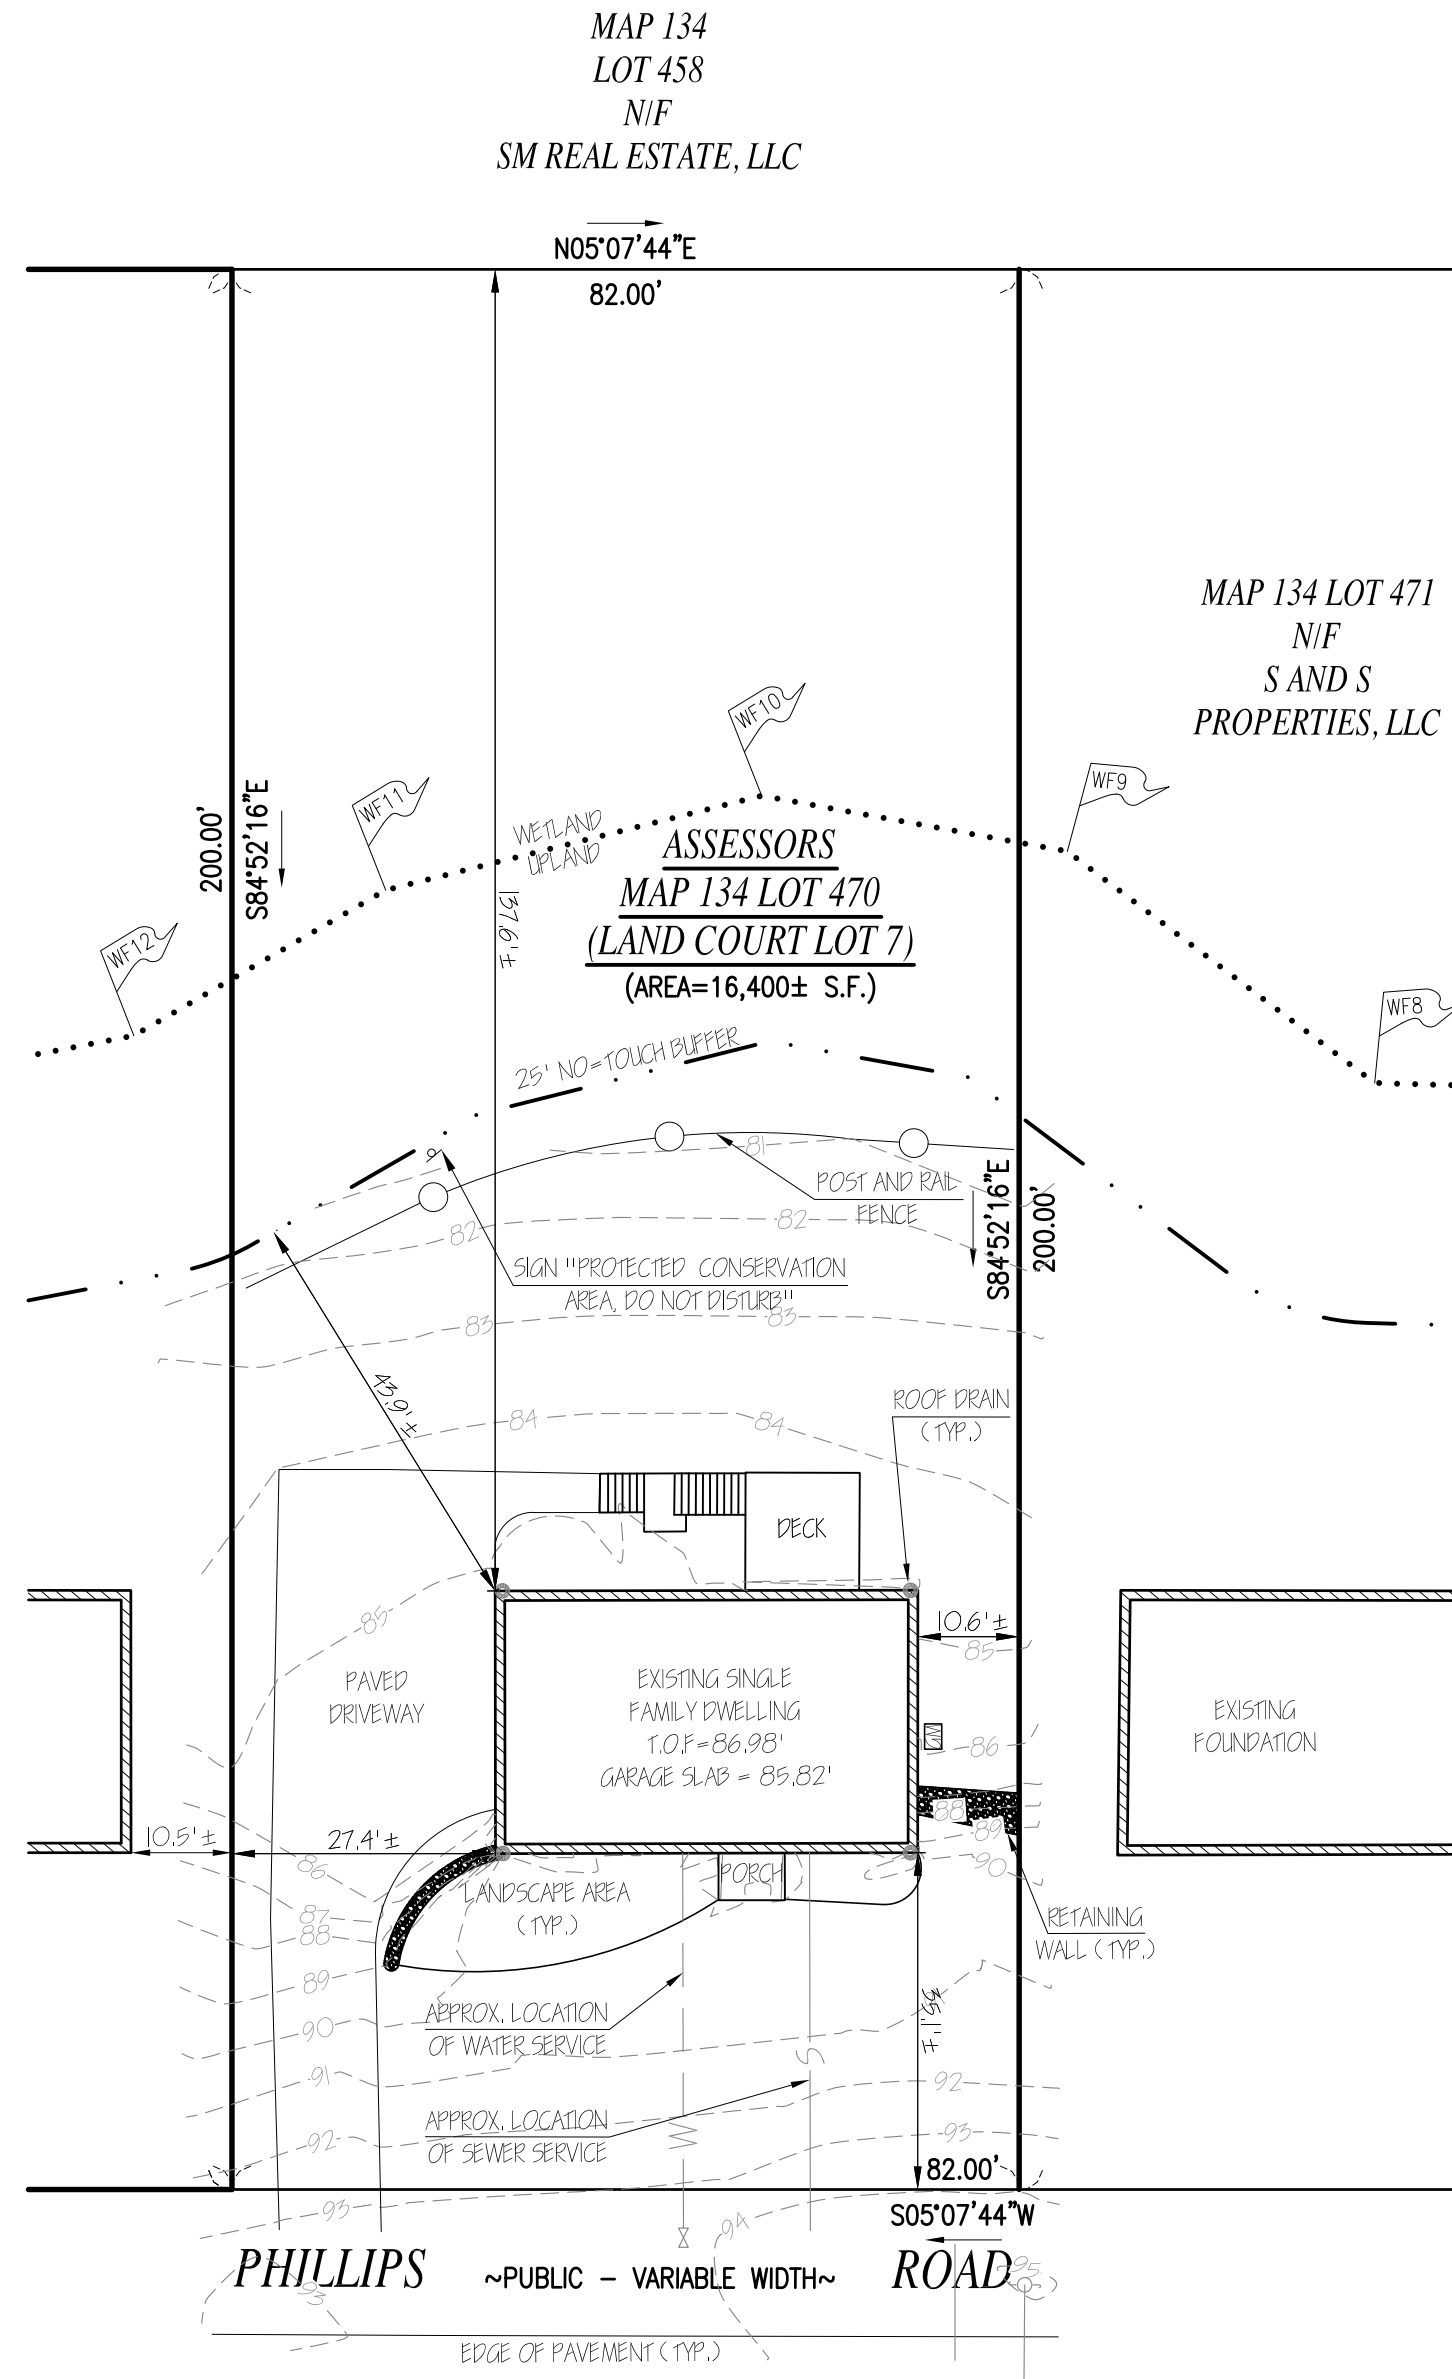 MAP 134
LOT 458
N/F
SM REAL ESTATE, LLC
N05°07'44"E
82.00'
MAP 134 LOT 471
N/F
S AND S
PROPERTIES, LLC
WF10
WF9
WF11
WF12
WF8
200.00'
S84°52'16"E
WETLAND
UPLAND
137.6'±
ASSESSORS
MAP 134 LOT 470
(LAND COURT LOT 7)
(AREA=16,400± S.F.)
25' NO=TOUCH BUFFER
81
POST AND RAIL
FENCE
S84°52'16"E
200.00'
82
82
SIGN "PROTECTED CONSERVATION
AREA, DO NOT DISTURB"
83
83
43.9'±
84
84
ROOF DRAIN
(TYP.)
DECK
85
10.6'±
85
PAVED
DRIVEWAY
EXISTING SINGLE
FAMILY DWELLING
T.O.F=86.98'
GARAGE SLAB = 85.82'
EXISTING
FOUNDATION
86
88
89
90
10.5'±
27.4'±
86
PORCH
LANDSCAPE AREA
(TYP.)
87
88
89
90
91
92
93
RETAINING
WALL (TYP.)
35.1'±
APPROX. LOCATION
OF WATER SERVICE
S
APPROX. LOCATION
OF SEWER SERVICE
W
92
93
82.00'
S05°07'44"W
94
PHILLIPS ~PUBLIC – VARIABLE WIDTH~ ROAD
93
95
EDGE OF PAVEMENT (TYP.)